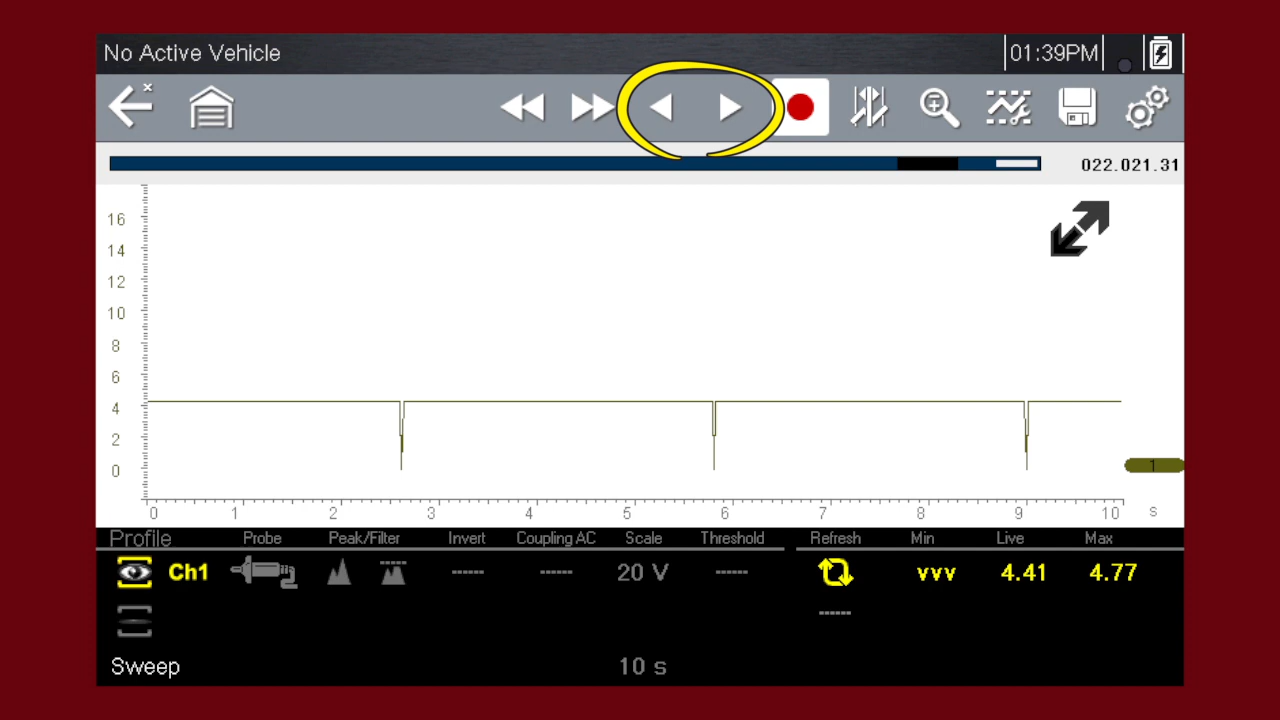 No Active Vehicle 01:39PM
022.021.31
16
14
12
10
8
6
4
2
0
1
0 1 2 3 4 5 6 7 8 9 10 s
Profile Probe Peak/Filter Invert Coupling AC Scale Threshold Refresh Min Live Max
Ch1 ------ ------ 20 V ------ vvv 4.41 4.77
------
Sweep 10 s